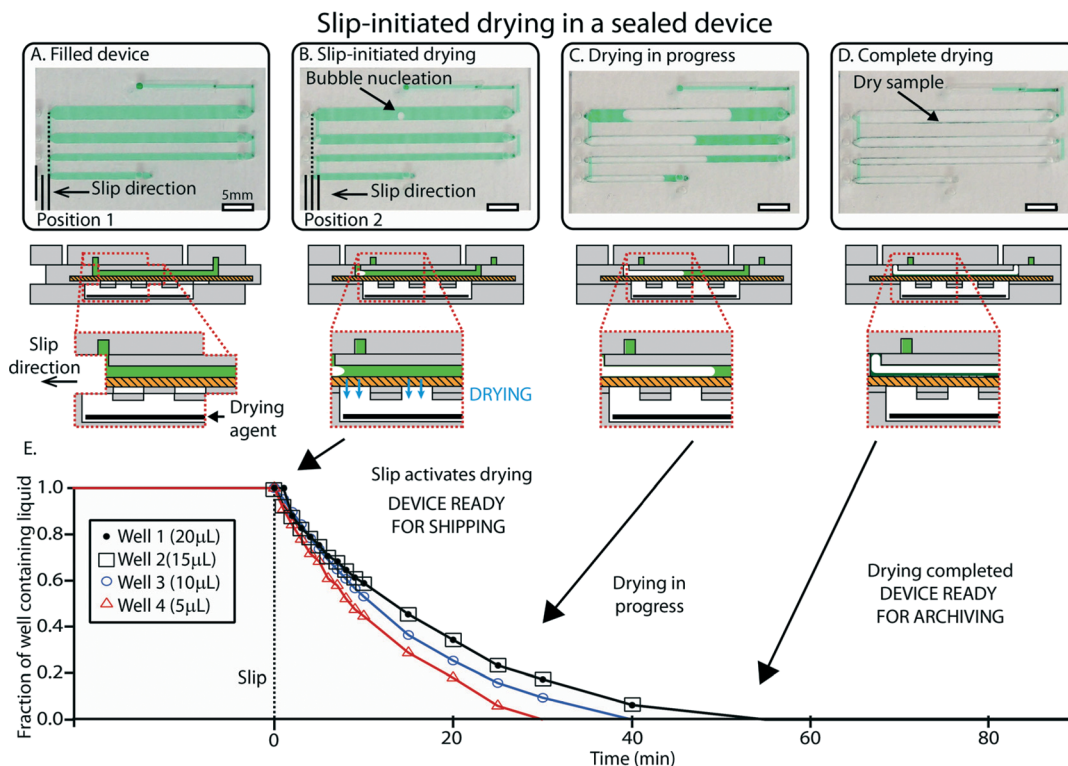 Slip-initiated drying in a sealed device
A. Filled device
Slip direction
5mm
Position 1
B. Slip-initiated drying
Bubble nucleation
Slip direction
Position 2
C. Drying in progress
D. Complete drying
Dry sample
Slip
direction
Drying
agent
DRYING
E.
Slip activates drying
DEVICE READY
FOR SHIPPING
Drying in
progress
Drying completed
DEVICE READY
FOR ARCHIVING
Fraction of well containing liquid
1.0
0.8
0.6
0.4
0.2
0.0
Well 1 (20μL)
Well 2(15μL)
Well 3 (10μL)
Well 4 (5μL)
Slip
0
20
40
60
80
Time (min)